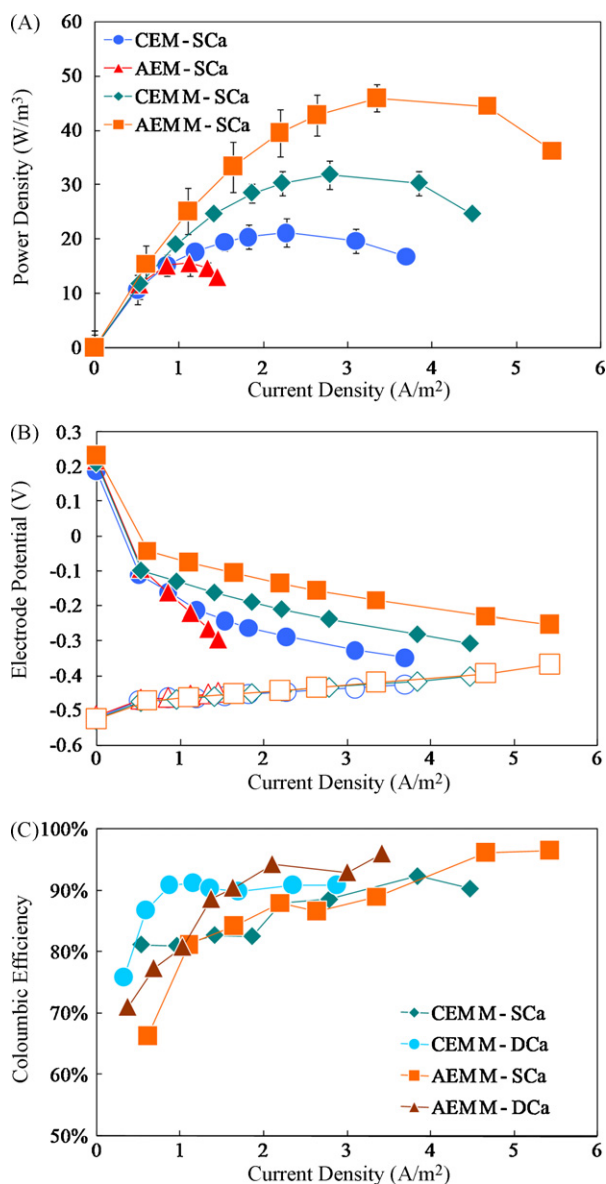 (A)
60
50
40
30
20
10
0
Power Density (W/m³)
CEM - SCa
AEM - SCa
CEMM - SCa
AEMM - SCa
0 1 2 3 4 5 6
Current Density (A/m²)
(B)
0.3
0.2
0.1
0
-0.1
-0.2
-0.3
-0.4
-0.5
-0.6
Electrode Potential (V)
0 1 2 3 4 5 6
Current Density (A/m²)
(C)
100%
90%
80%
70%
60%
50%
Coloumbic Efficiency
CEMM - SCa
CEMM - DCa
AEMM - SCa
AEMM - DCa
0 1 2 3 4 5 6
Current Density (A/m²)